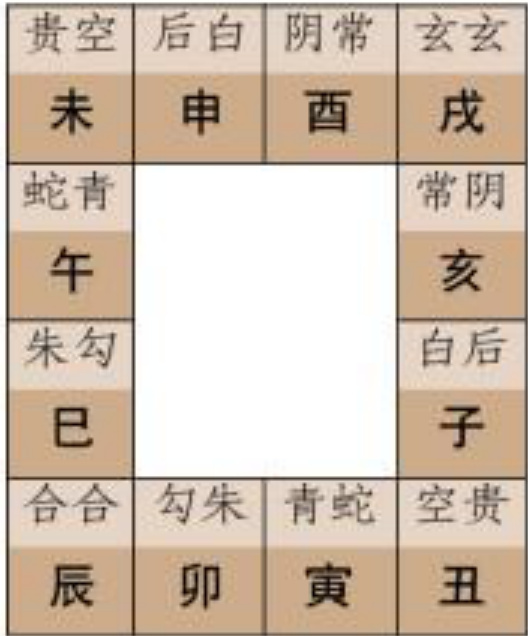 贵空 后白 阴常 玄玄
未 申 酉 戌
蛇青 常阴
午 亥
朱勾 白后
巳 子
合合 勾朱 青蛇 空贵
辰 卯 寅 丑